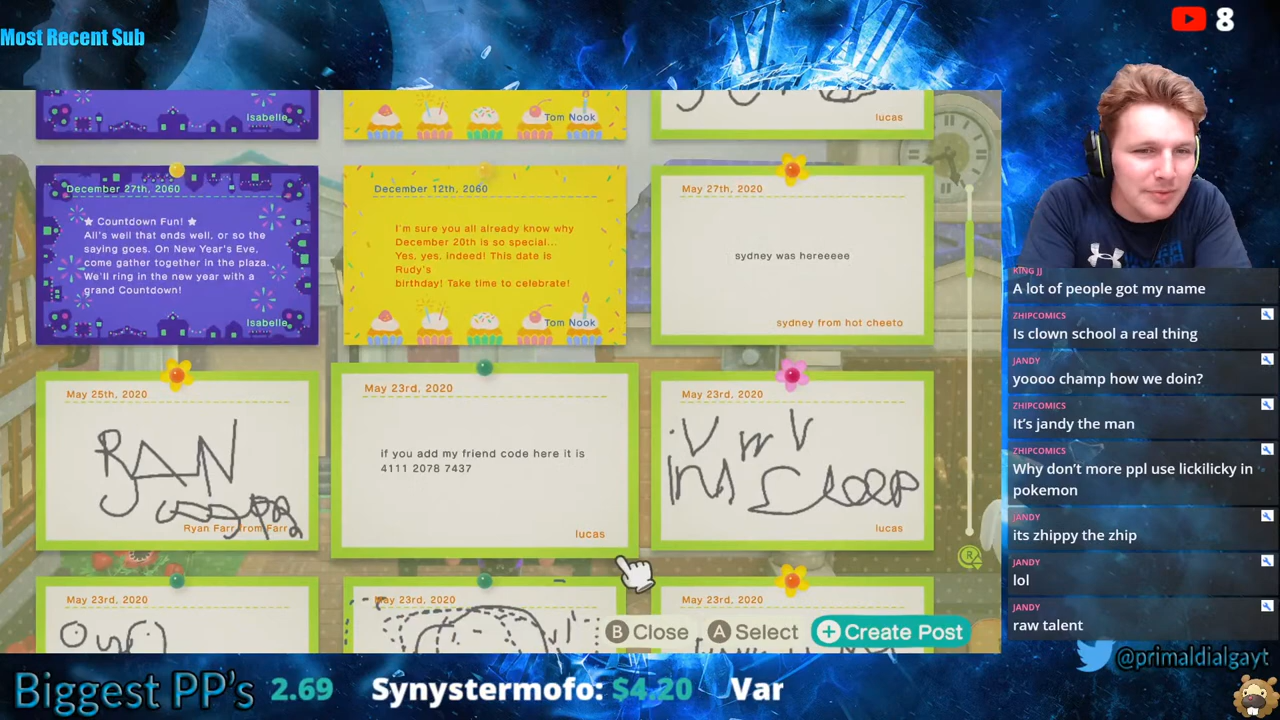 Most Recent Sub
8
Isabelle
Tom Nook
lucas
December 27th, 2060
★ Countdown Fun! ★
All's well that ends well, or so the
saying goes. On New Year's Eve,
come gather together in the plaza.
We'll ring in the new year with a
grand Countdown!
Isabelle
December 12th, 2060
I'm sure you all already know why
December 20th is so special...
Yes, yes, indeed! This date is
Rudy's
birthday! Take time to celebrate!
Tom Nook
May 27th, 2020
sydney was hereeeee
sydney from hot cheeto
May 25th, 2020
RAN
Ryan Farr from Farr
May 23rd, 2020
if you add my friend code here it is
4111 2078 7437
lucas
May 23rd, 2020
lucas
May 23rd, 2020
May 23rd, 2020
May 23rd, 2020
R
B Close
A Select
+ Create Post
KING JJ
A lot of people got my name
ZHIPCOMICS
Is clown school a real thing
JANDY
yoooo champ how we doin?
ZHIPCOMICS
It's jandy the man
ZHIPCOMICS
Why don't more ppl use lickilicky in
pokemon
JANDY
its zhippy the zhip
JANDY
lol
JANDY
raw talent
@primaldialgayt
Biggest PP's
2.69
Synystermofo: $4.20
Var